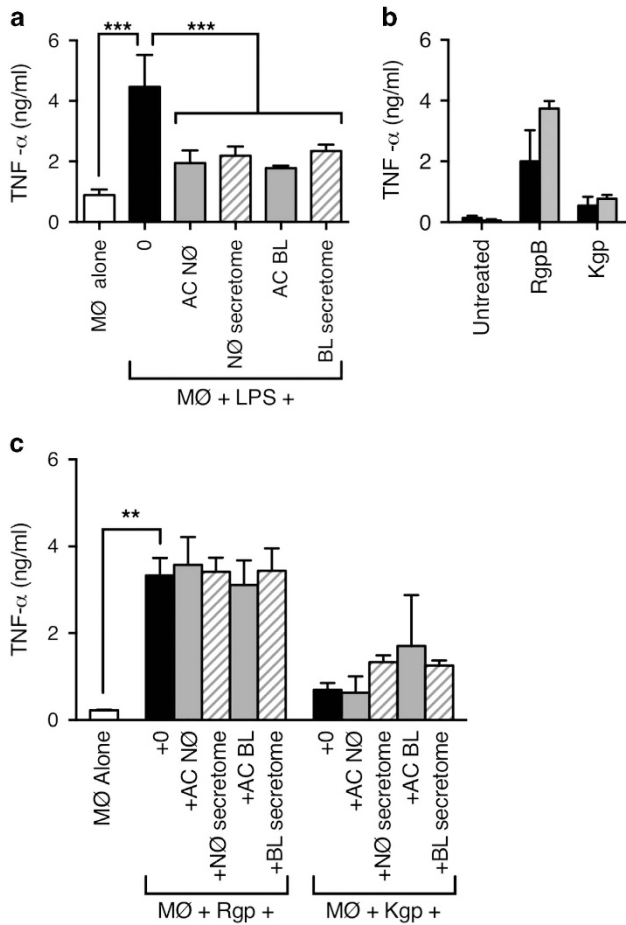 a
TNF -α (ng/ml)
6
4
2
0
***
***
MØ alone
0
AC NØ
NØ secretome
AC BL
BL secretome
MØ + LPS +
b
TNF -α (ng/ml)
6
4
2
0
Untreated
RgpB
Kgp
c
TNF-α (ng/ml)
6
4
2
0
**
MØ Alone
+0
+AC NØ
+NØ secretome
+AC BL
+BL secretome
+0
+AC NØ
+NØ secretome
+AC BL
+BL secretome
MØ + Rgp +
MØ + Kgp +